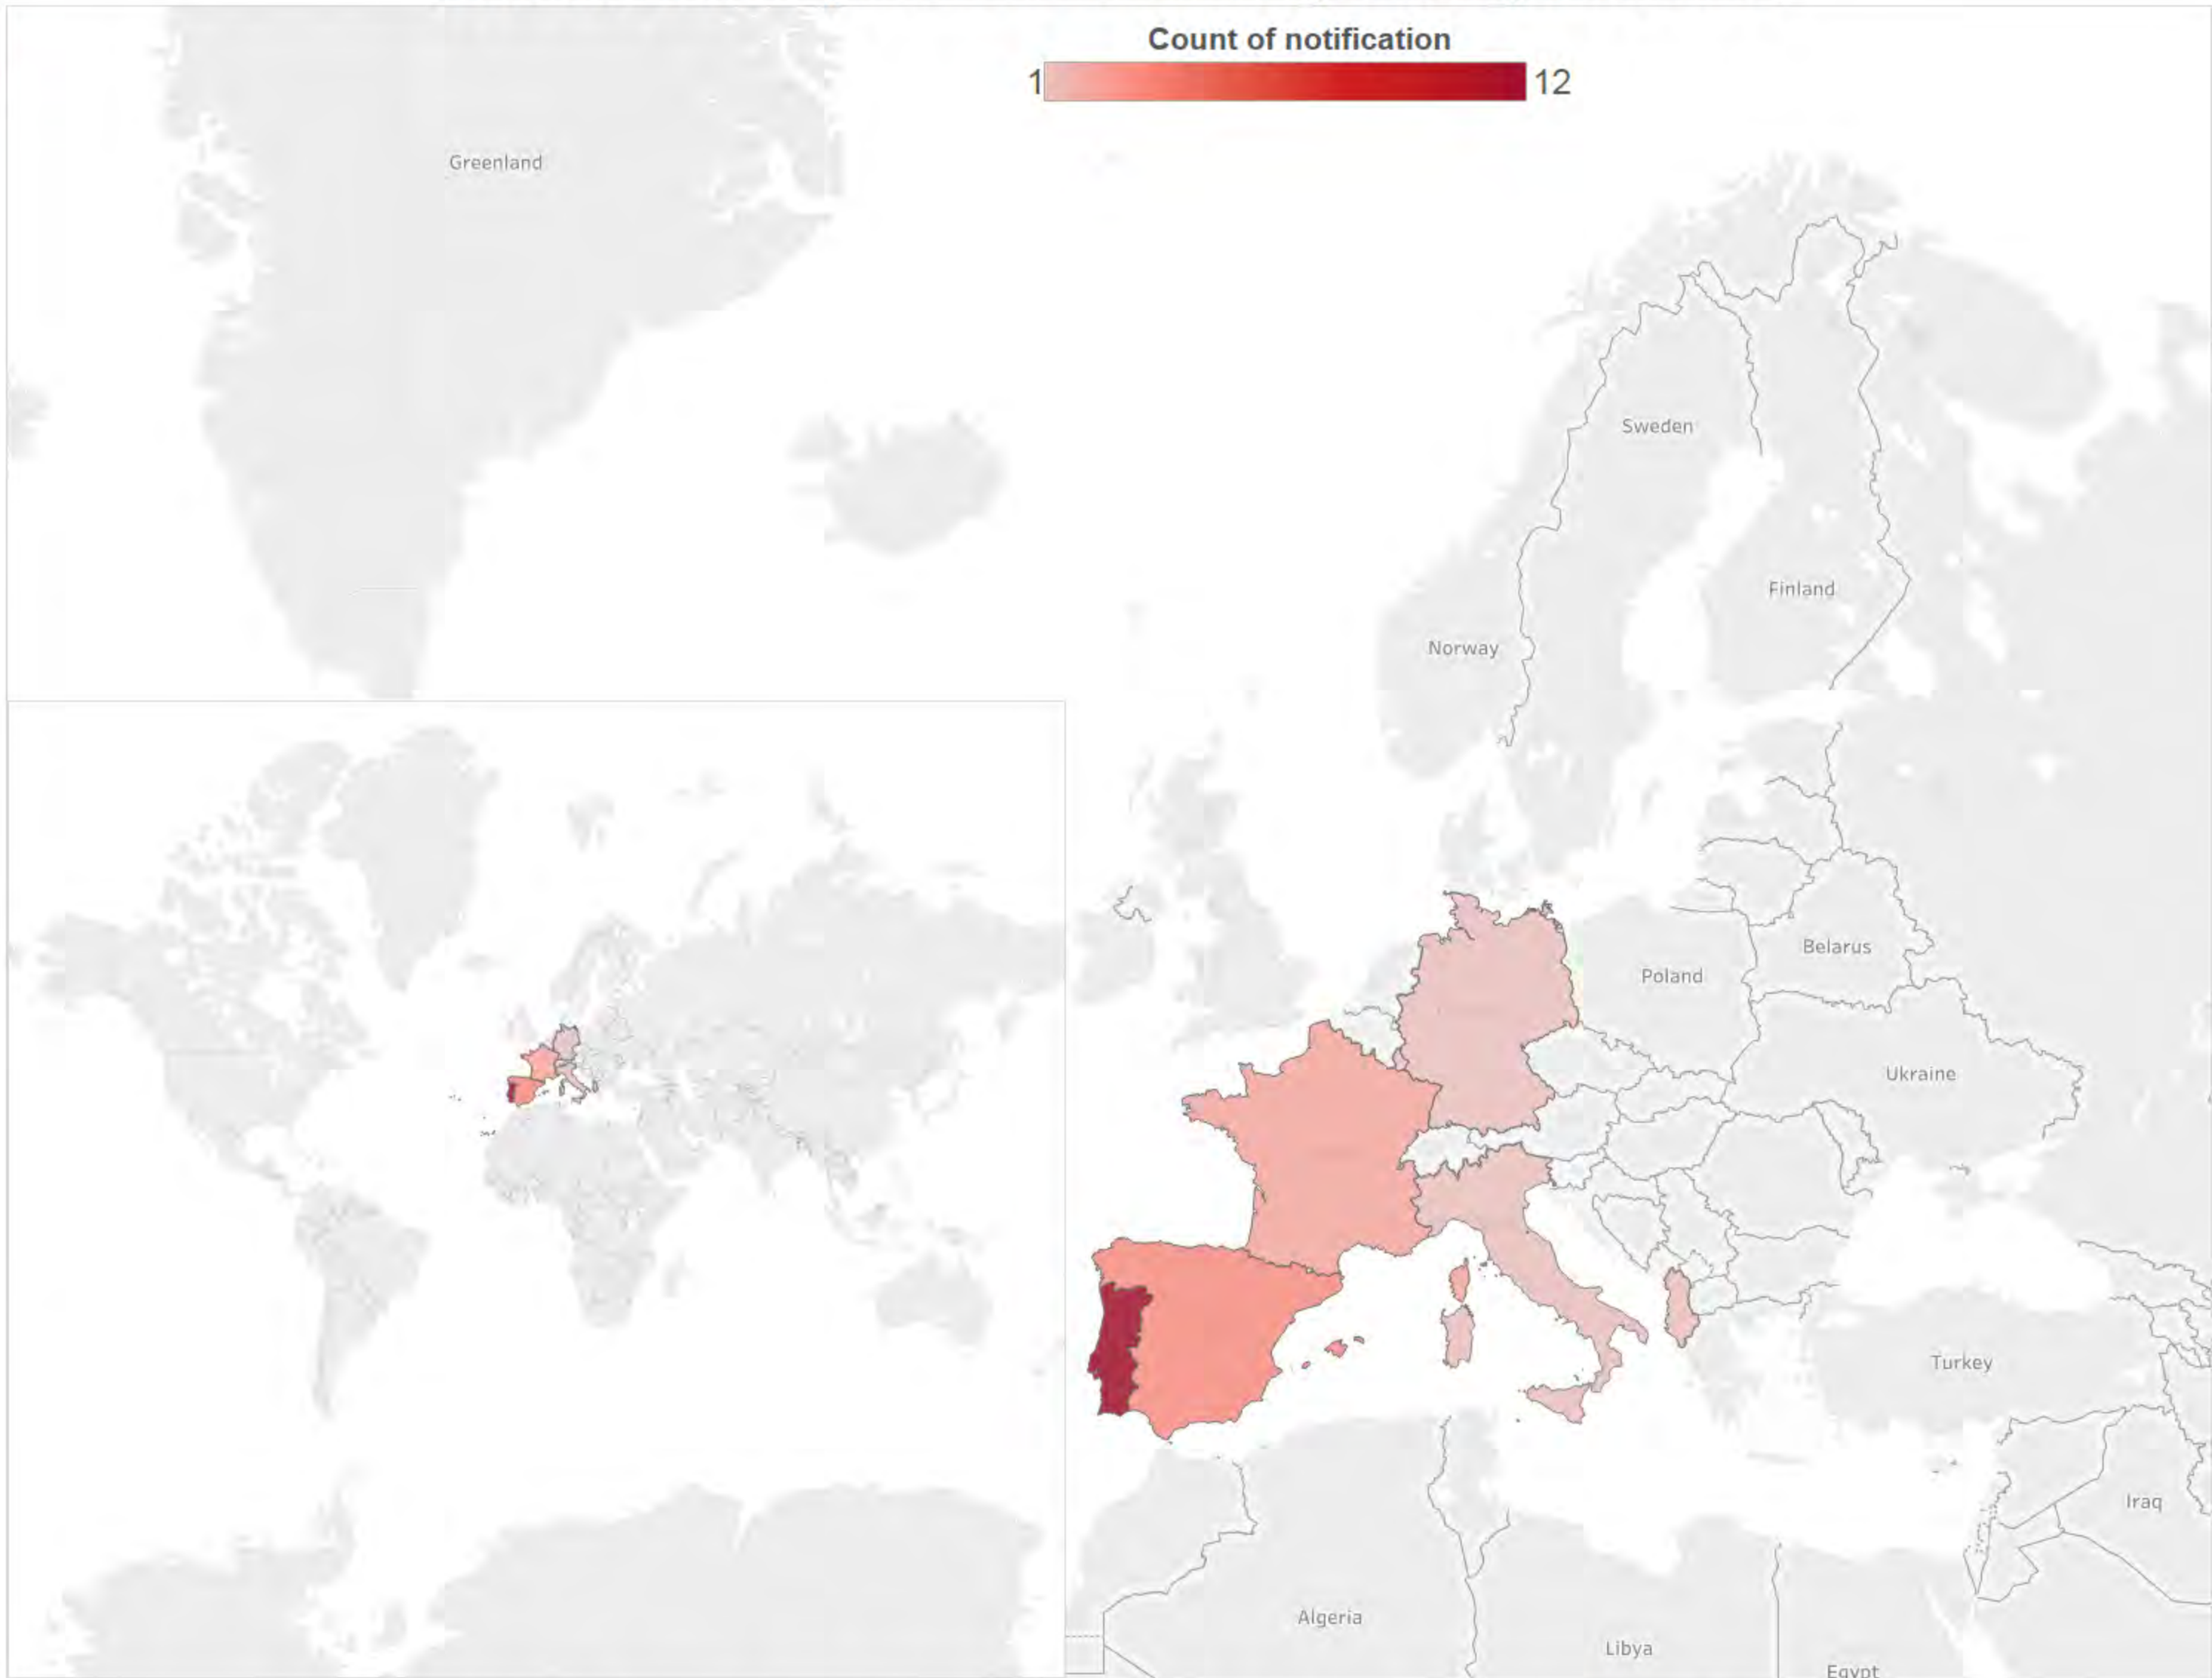 Count of notification
1
12
Greenland
Sweden
Finland
Norway
Belarus
Poland
Ukraine
Turkey
Iraq
Algeria
Libya
Egypt